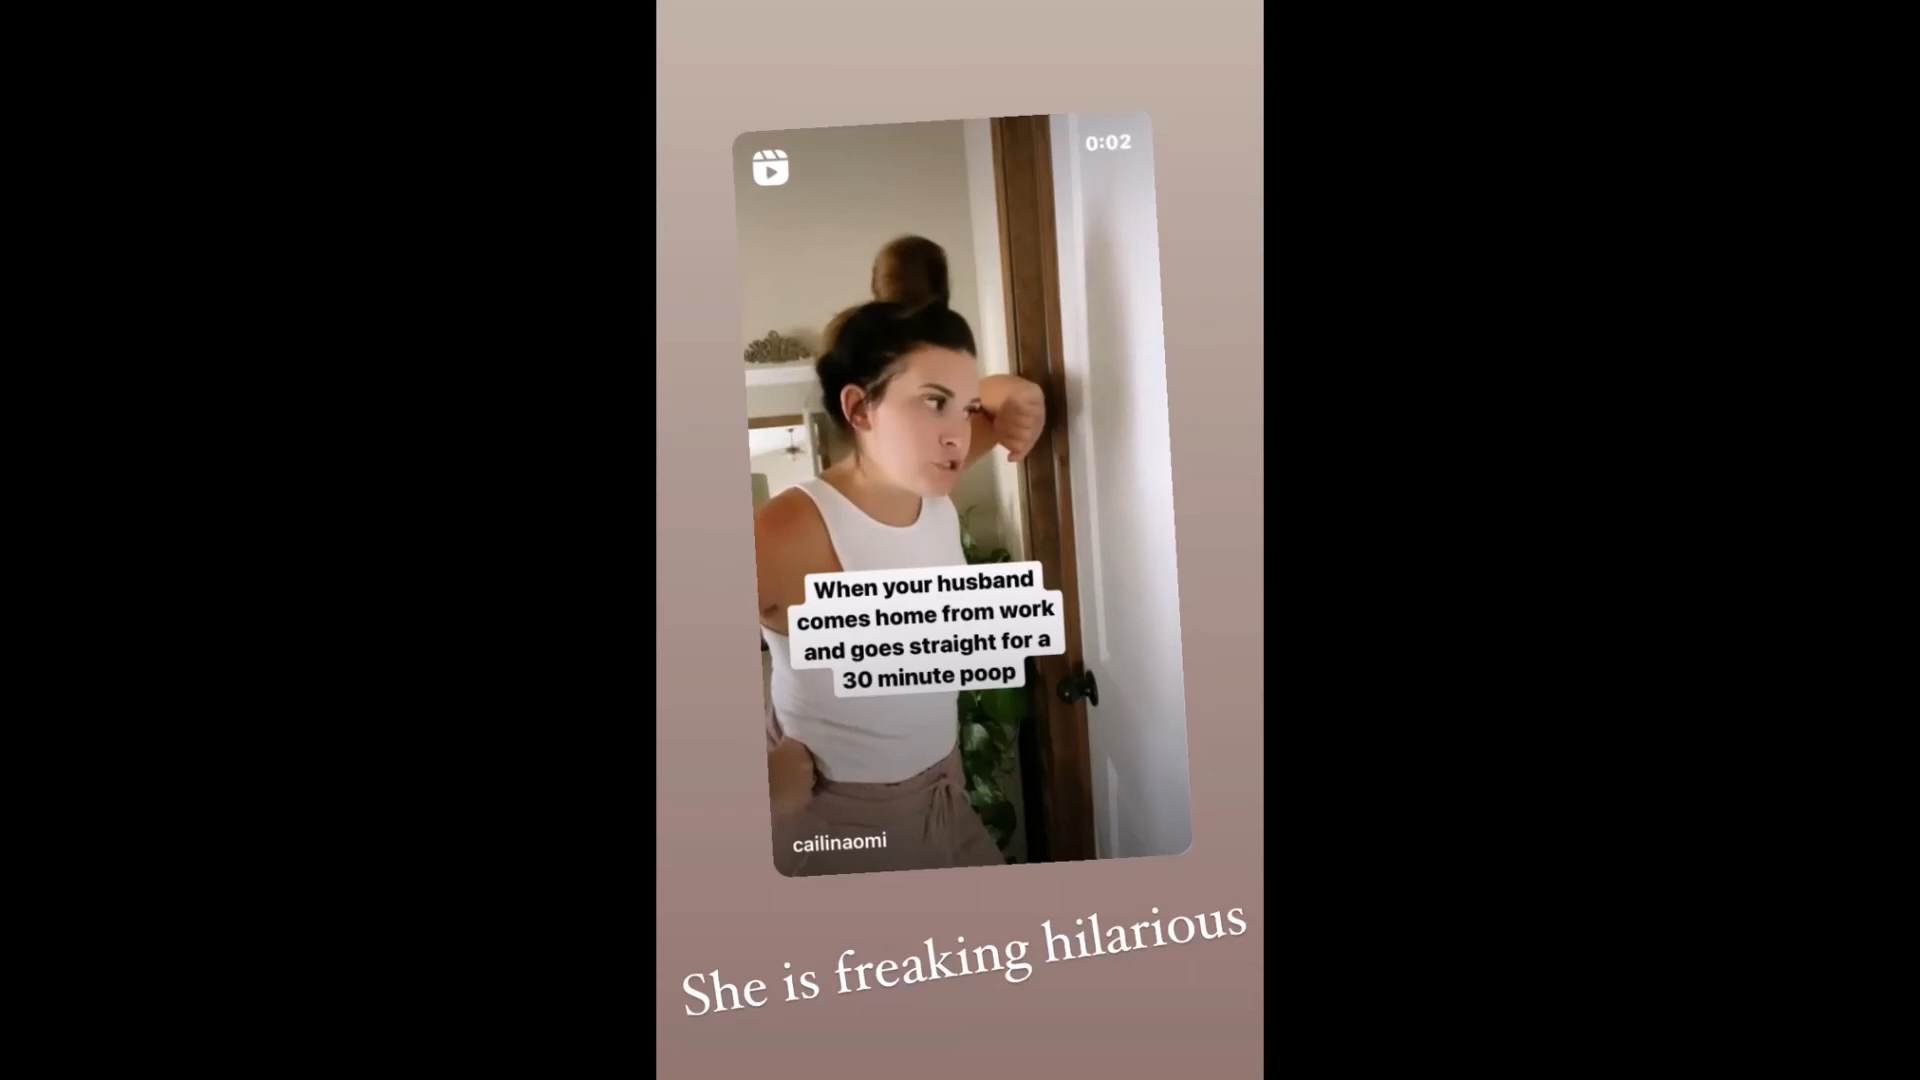 0:02
When your husband
comes home from work
and goes straight for a
30 minute poop
cailinaomi
She is freaking hilarious